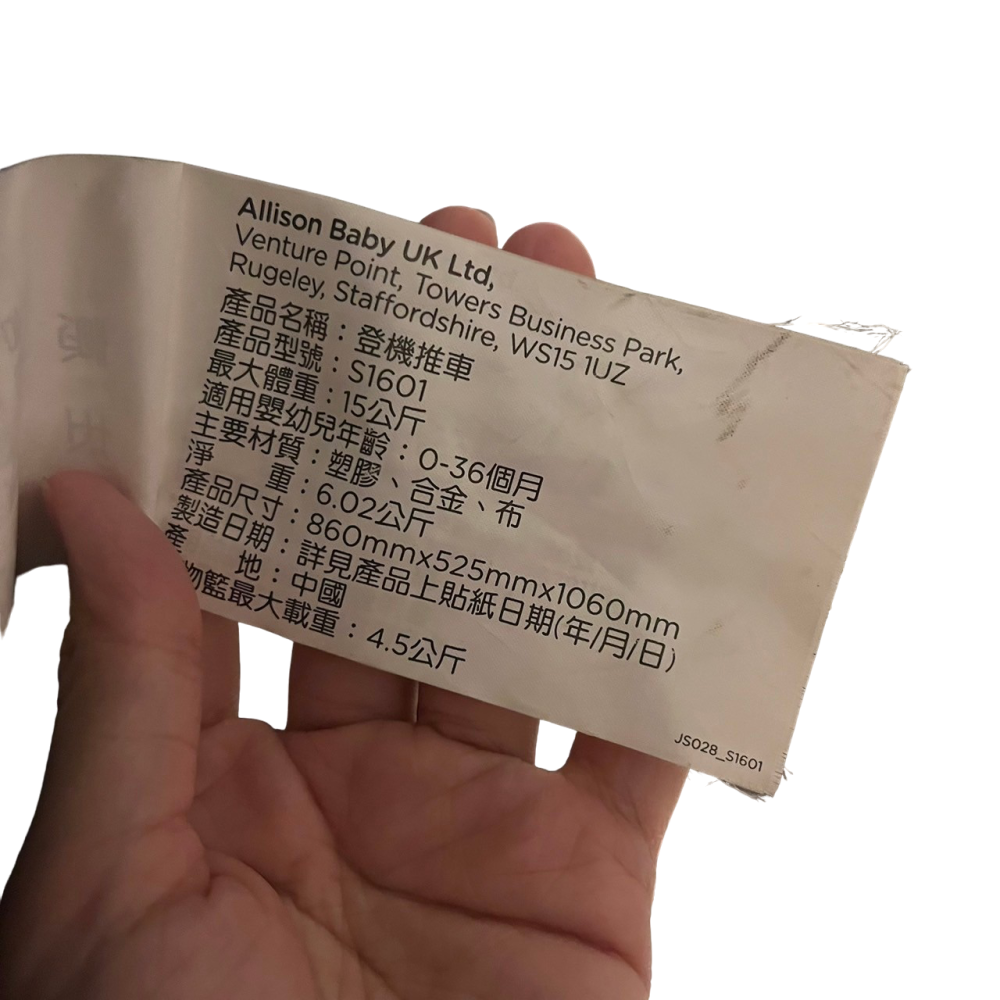 Allison Baby UK Ltd,
Venture Point, Towers Business Park,
Rugeley, Staffordshire, WS15 1UZ
產品名稱：登機推車
產品型號：S1601
最大體重：15公斤
適用嬰幼兒年齡：0-36個月
主要材質：塑膠、合金、布
淨　　重：6.02公斤
產品尺寸：860mmx525mmx1060mm
製造日期：詳見產品上貼紙日期(年/月/日)
產　　地：中國
物籃最大載重：4.5公斤
JS028_S1601